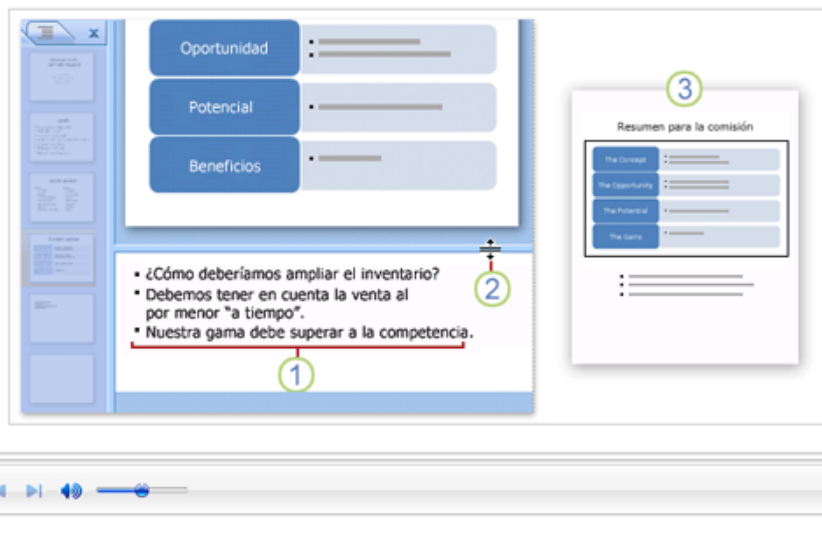 Oportunidad
Potencial
Beneficios
• ¿Cómo deberíamos ampliar el inventario?
• Debemos tener en cuenta la venta al
por menor "a tiempo".
• Nuestra gama debe superar a la competencia.
1
2
3
Resumen para la comisión
The Concept
The Opportunity
The Potential
The Gains